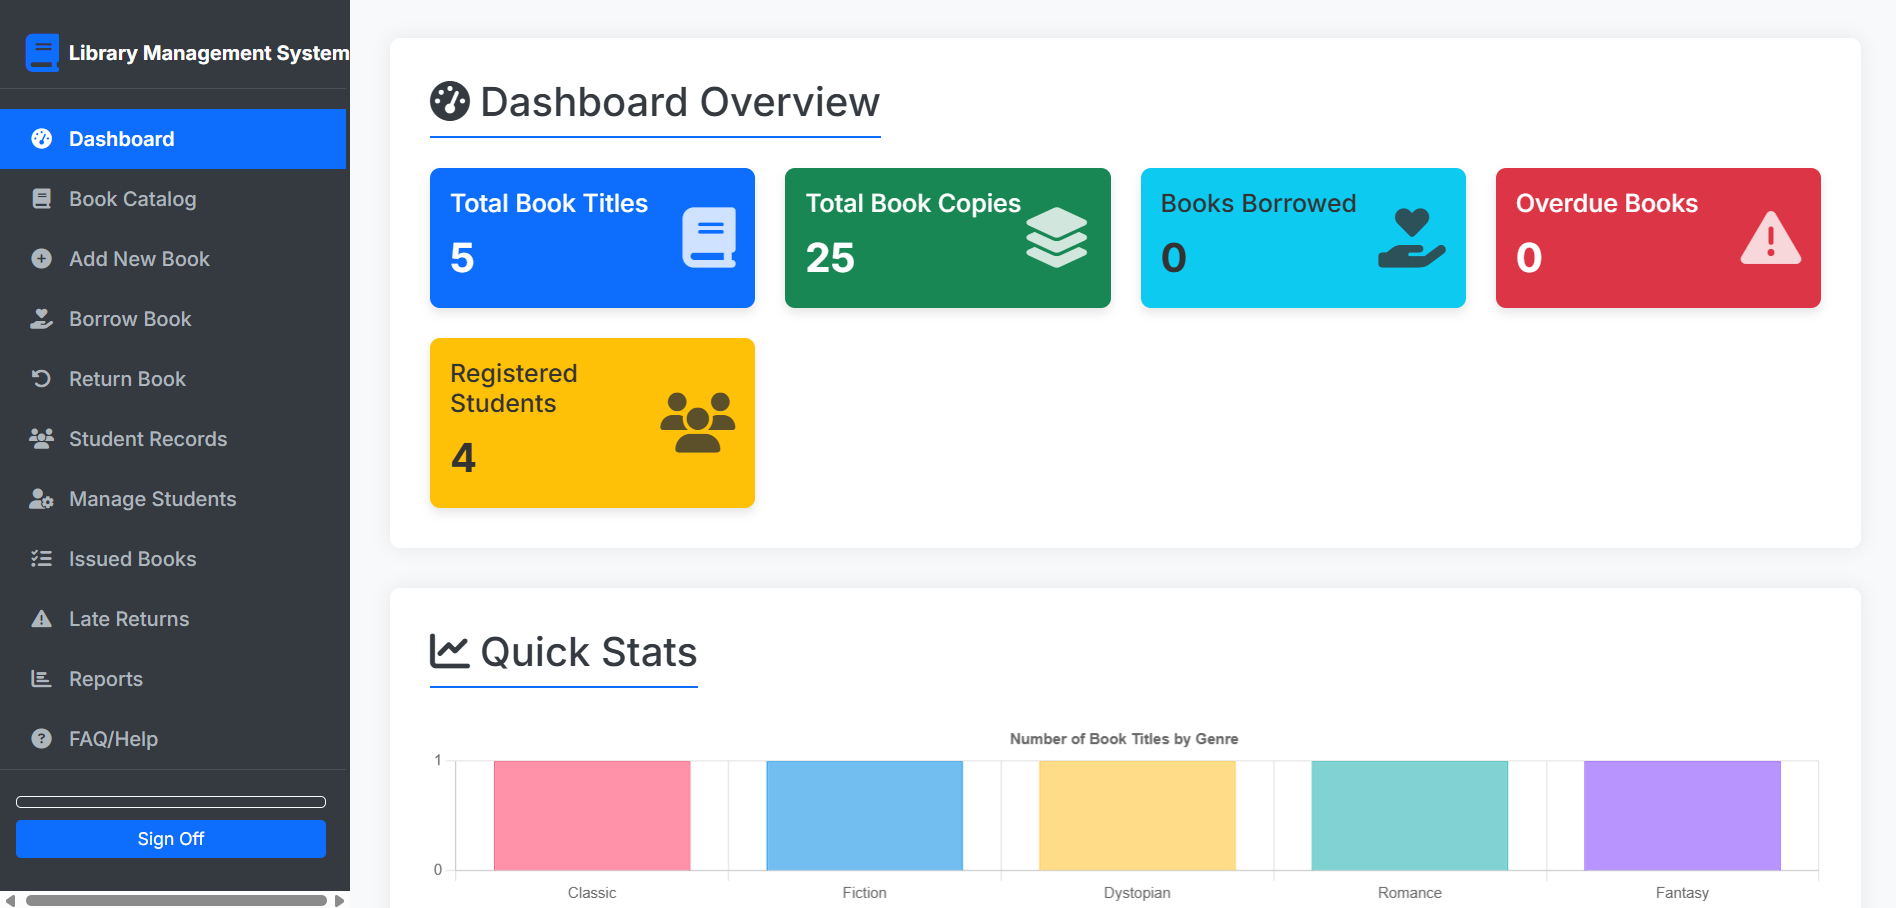 Library Management System
Dashboard
Book Catalog
Add New Book
Borrow Book
Return Book
Student Records
Manage Students
Issued Books
Late Returns
Reports
FAQ/Help
Sign Off
Dashboard Overview
Total Book Titles
5
Total Book Copies
25
Books Borrowed
0
Overdue Books
0
Registered
Students
4
Quick Stats
Number of Book Titles by Genre
1
0
Classic
Fiction
Dystopian
Romance
Fantasy